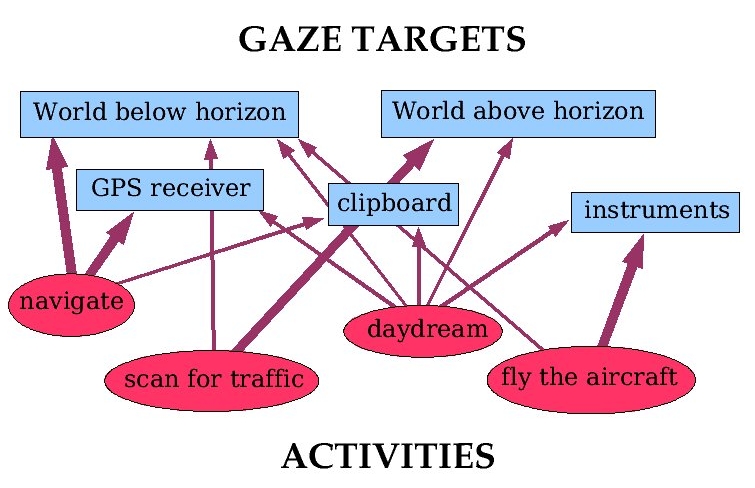 GAZE TARGETS
World below horizon
World above horizon
GPS receiver
clipboard
instruments
navigate
daydream
scan for traffic
fly the aircraft
ACTIVITIES